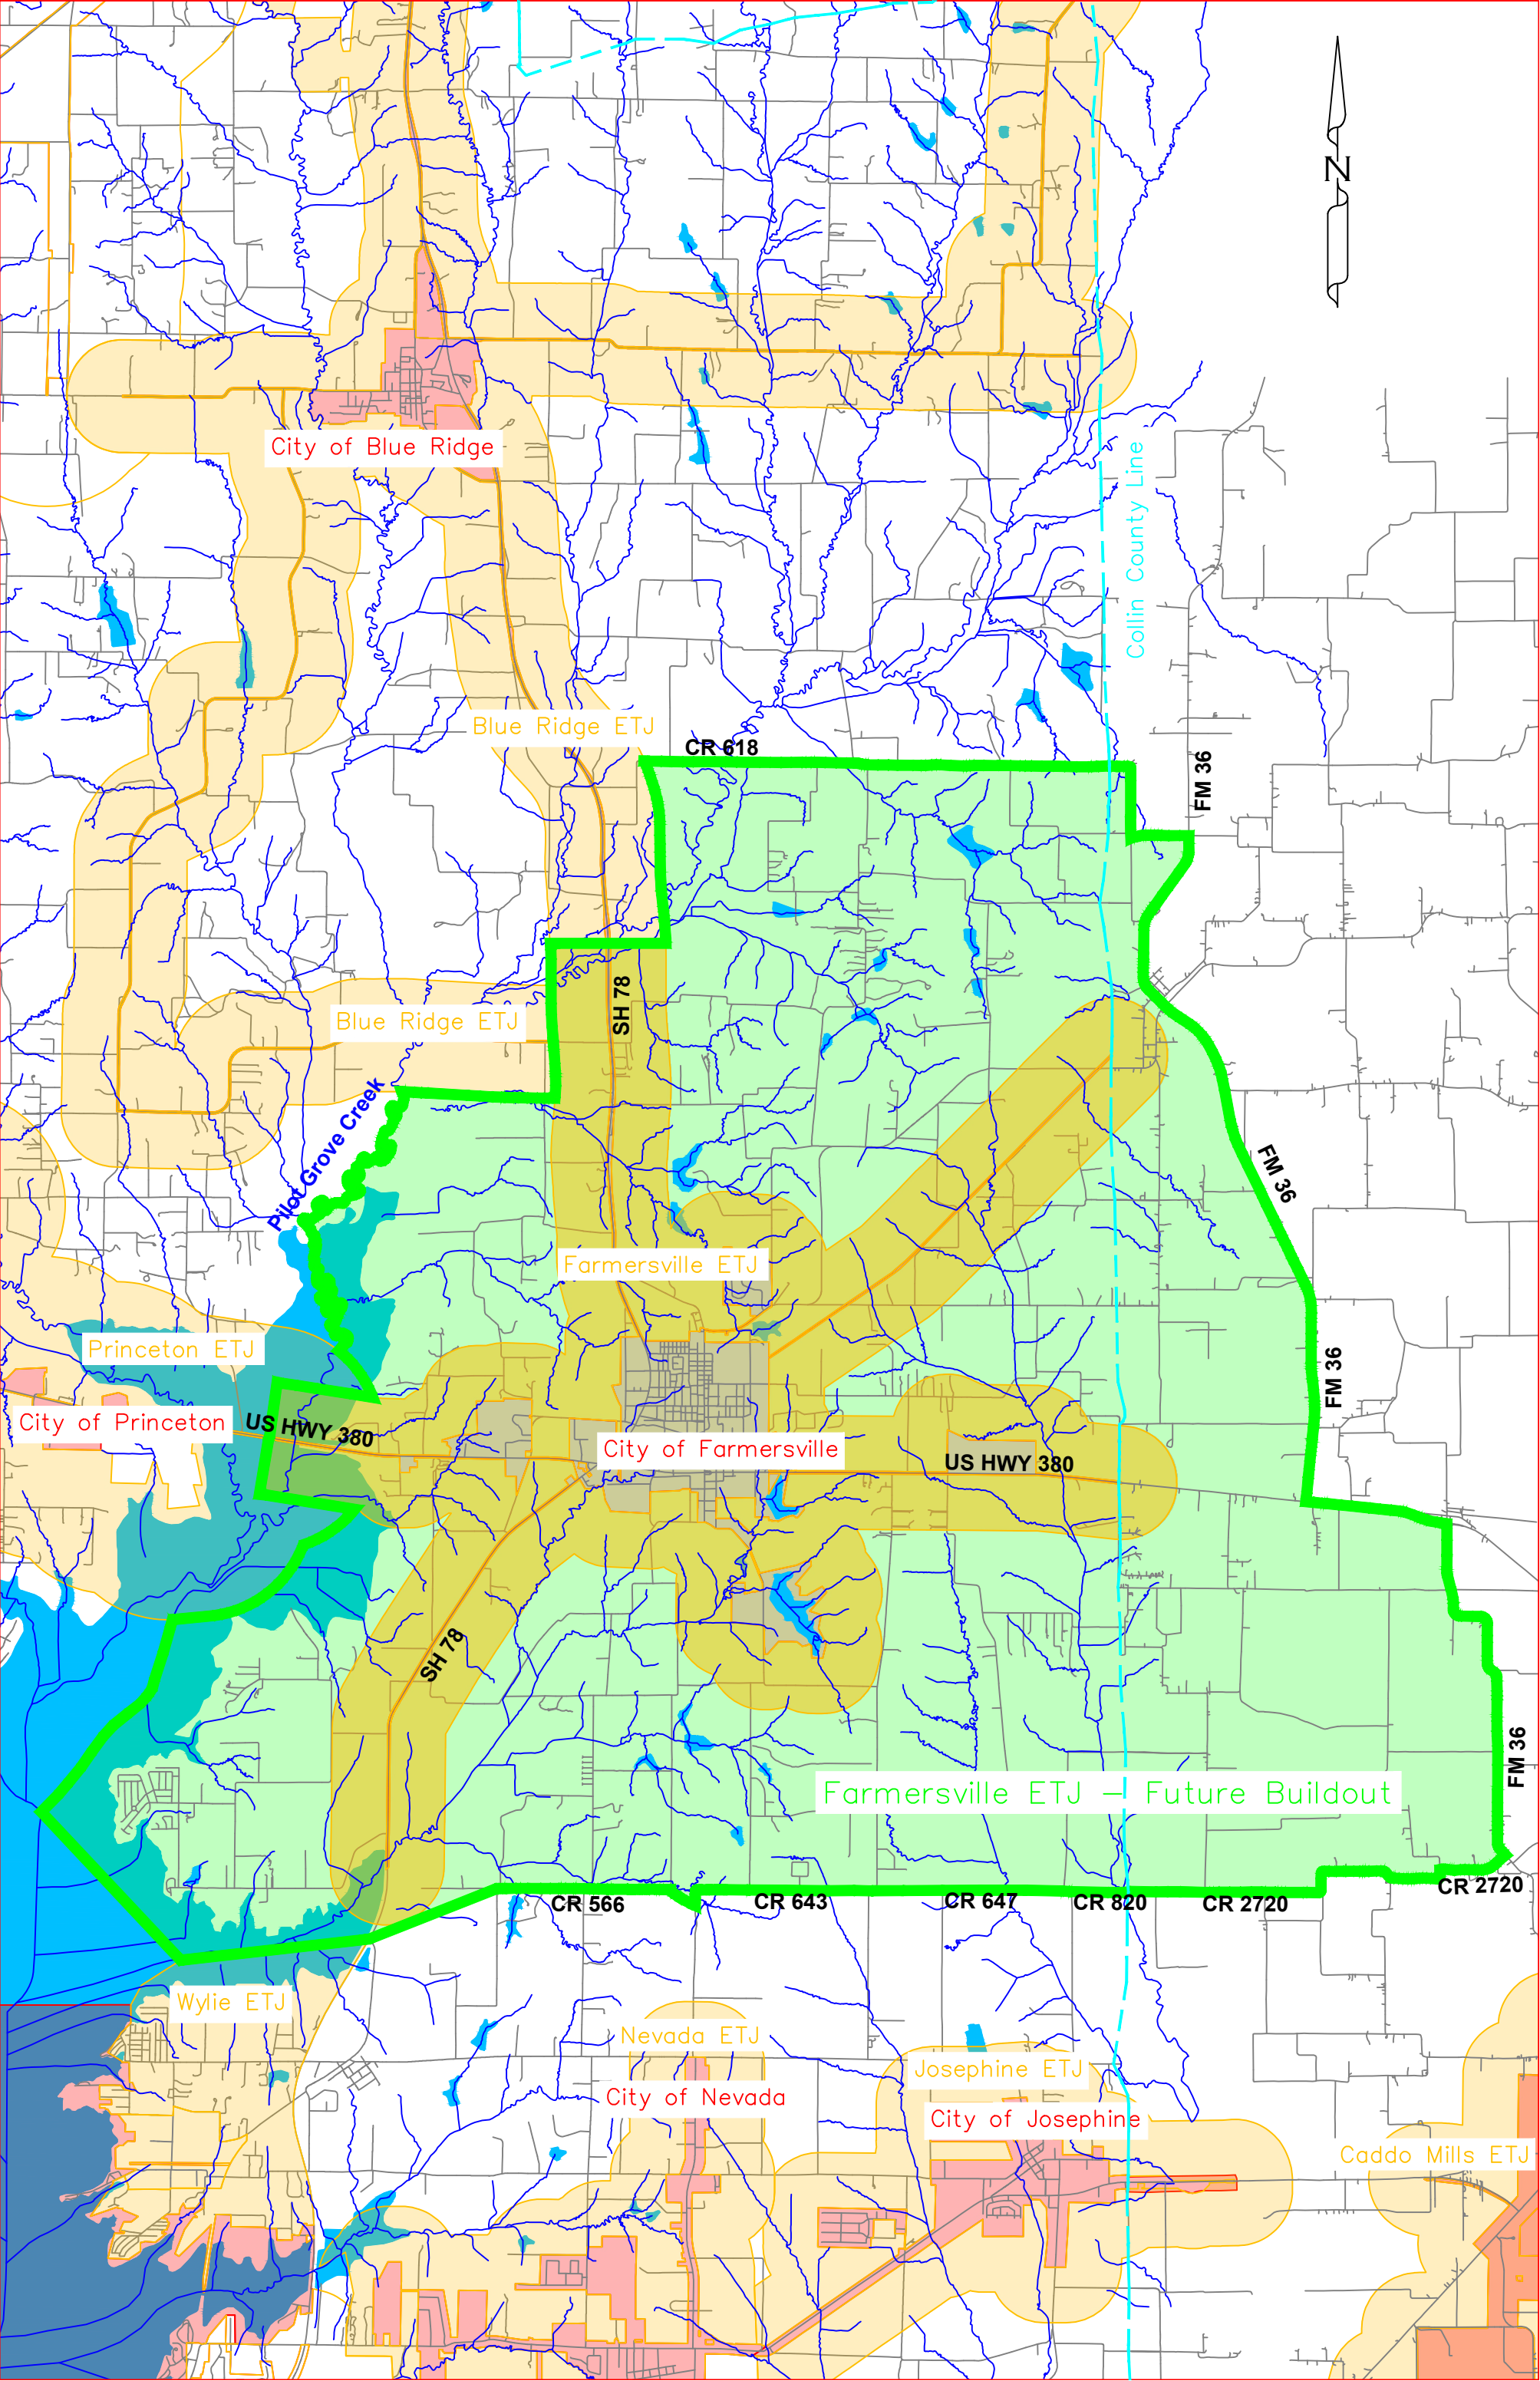 N
City of Blue Ridge
Collin County Line
Blue Ridge ETJ
CR 618
FM 36
SH 78
Blue Ridge ETJ
Pilot Grove Creek
FM 36
Farmersville ETJ
Princeton ETJ
FM 36
City of Princeton
US HWY 380
City of Farmersville
US HWY 380
SH 78
FM 36
Farmersville ETJ - Future Buildout
CR 566
CR 643
CR 647
CR 820
CR 2720
CR 2720
Wylie ETJ
Nevada ETJ
Josephine ETJ
City of Nevada
City of Josephine
Caddo Mills ETJ